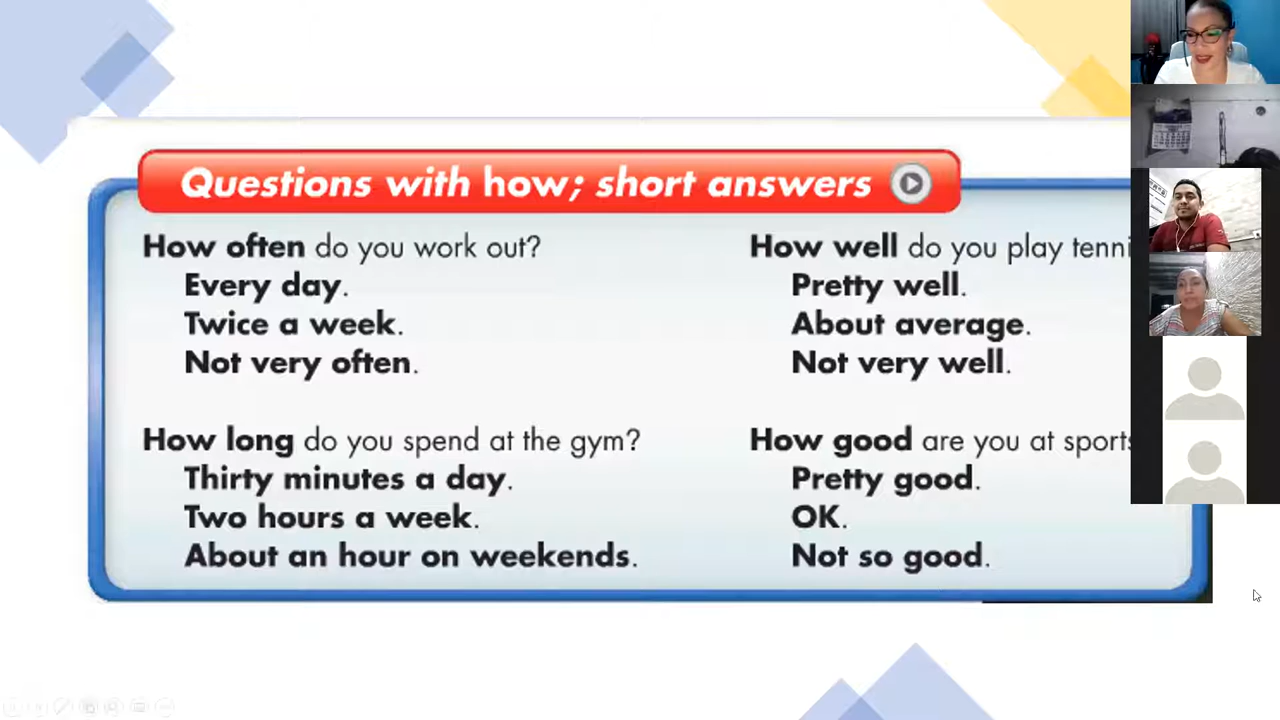 Questions with how; short answers
How often do you work out?
Every day.
Twice a week.
Not very often.
How long do you spend at the gym?
Thirty minutes a day.
Two hours a week.
About an hour on weekends.
How well do you play tenni
Pretty well.
About average.
Not very well.
How good are you at sports
Pretty good.
OK.
Not so good.